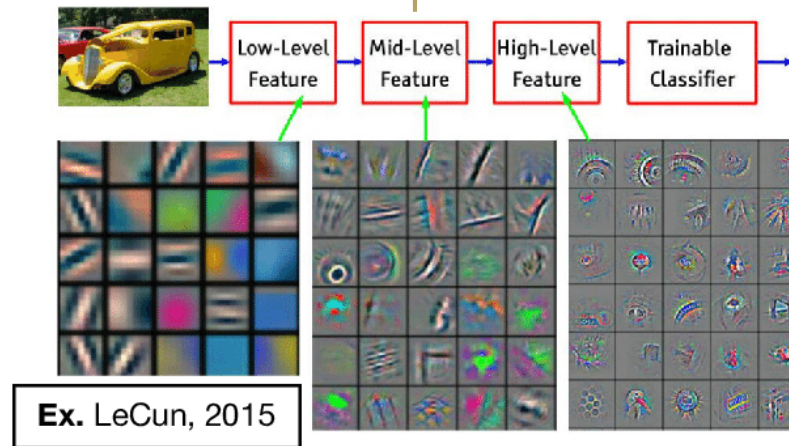 Low-Level
Feature
Mid-Level
Feature
High-Level
Feature
Trainable
Classifier
Ex. LeCun, 2015